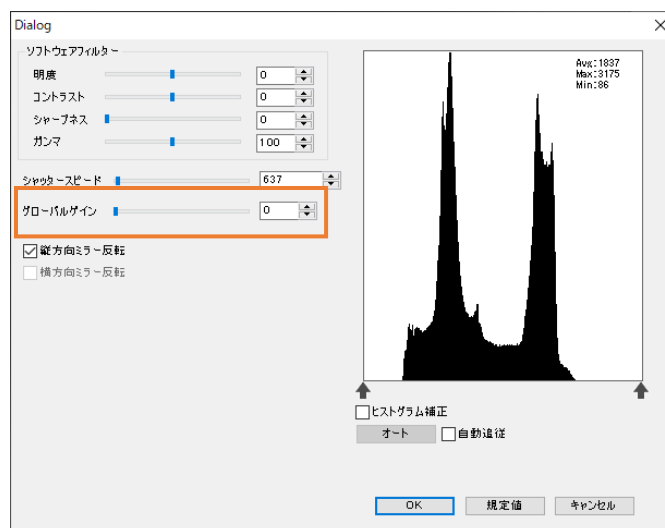 Dialog
ソフトウェアフィルター
明度 0
コントラスト 0
シャープネス 0
ガンマ 100
シャッタースピード 637
グローバルゲイン 0
縦方向ミラー反転
横方向ミラー反転
Avg:1837
Max:3175
Min:86
ヒストグラム補正
オート 自動追従
OK 規定値 キャンセル